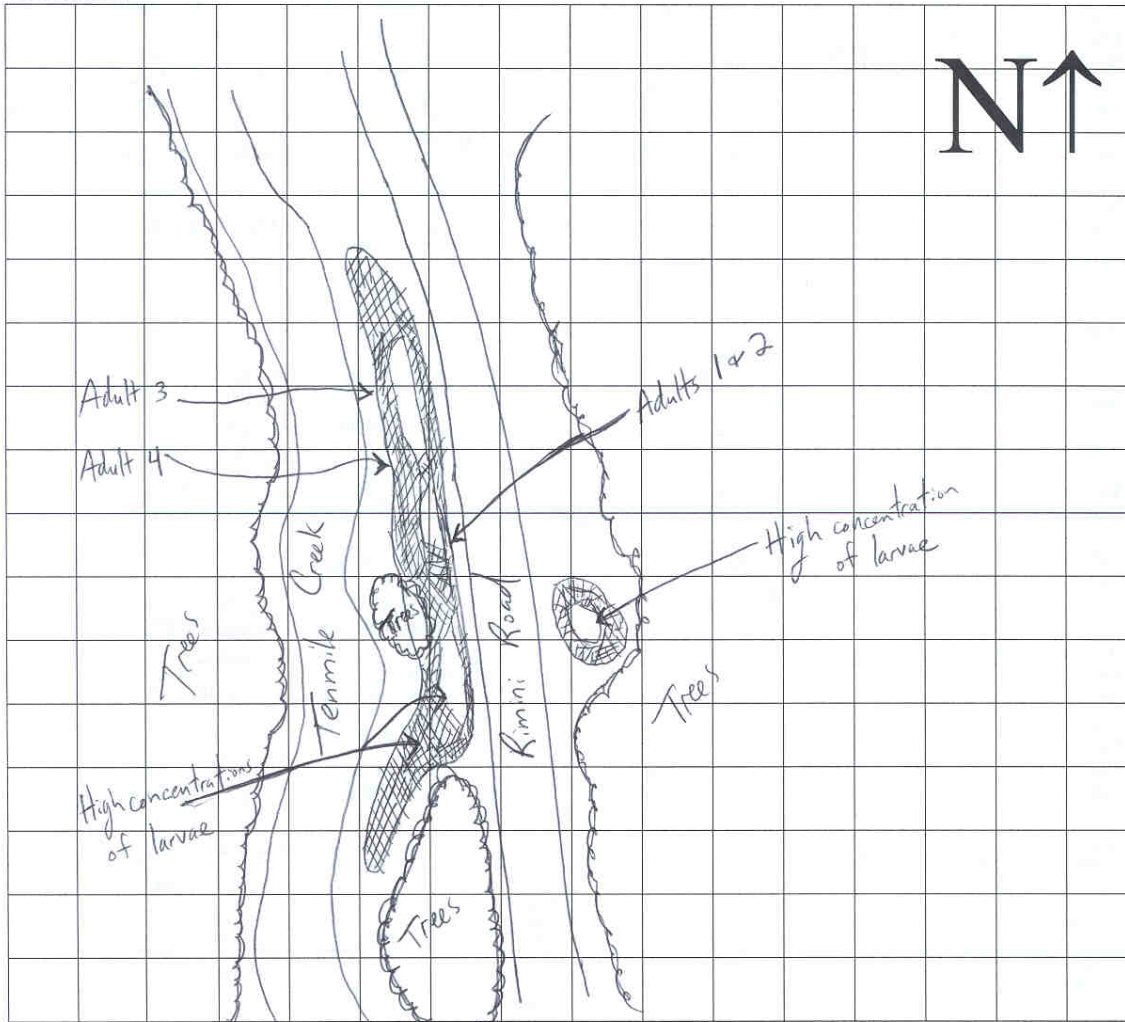 N↑
Adults 1 & 2
Adult 3
Adult 4
High concentration
of larvae
Creek
Tenmile
Trees
Trees
Road
Rimini
Trees
High concentrations
of larvae
Trees